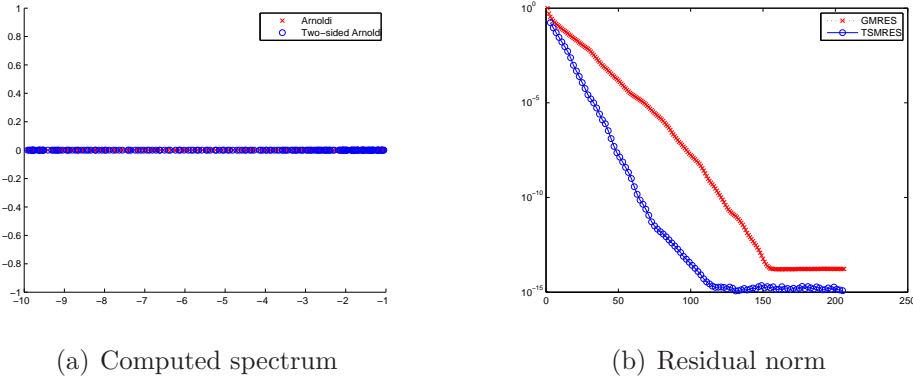 1
0.8
0.6
0.4
0.2
0
−0.2
−0.4
−0.6
−0.8
−1
−10 −9 −8 −7 −6 −5 −4 −3 −2 −1
Arnoldi
Two−sided Arnoldi
(a) Computed spectrum
10^0
10^−5
10^−10
10^−15
0 50 100 150 200 250
GMRES
TSMRES
(b) Residual norm